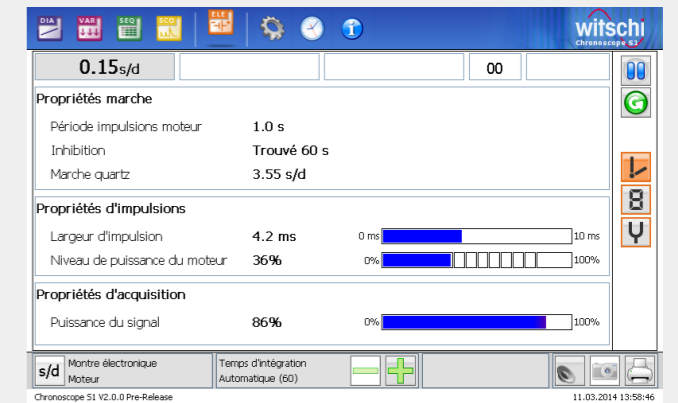 DIA VAR SEQ SCO ELE witschi
Chronoscope S1
0.15s/d 00
Propriétés marche
Période impulsions moteur 1.0 s
Inhibition Trouvé 60 s
Marche quartz 3.55 s/d
Propriétés d'impulsions
Largeur d'impulsion 4.2 ms 0 ms 10 ms
Niveau de puissance du moteur 36% 0% 100%
Propriétés d'acquisition
Puissance du signal 86% 0% 100%
s/d Montre électronique Temps d'intégration
Moteur Automatique (60)
Chronoscope S1 V2.0.0 Pre-Release 11.03.2014 13:58:46